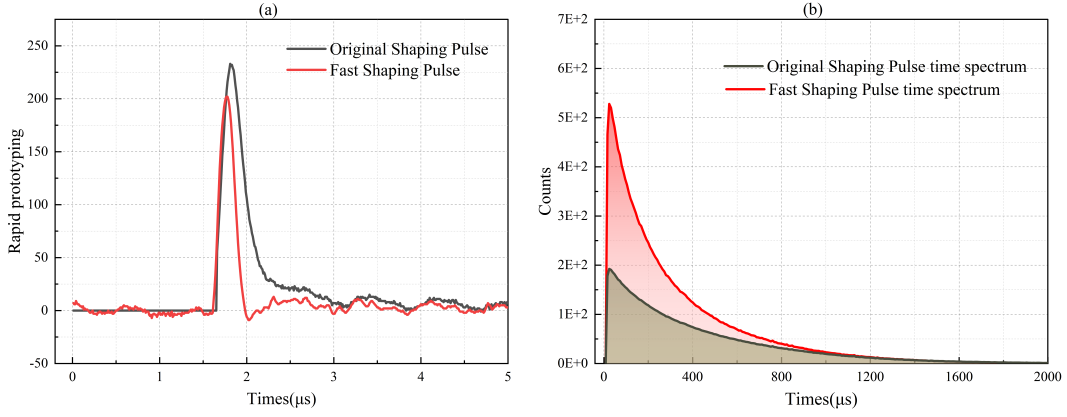 (a)
250
200
150
100
50
0
-50
Rapid prototyping
Original Shaping Pulse
Fast Shaping Pulse
0 1 2 3 4 5
Times(μs)
(b)
7E+2
6E+2
5E+2
4E+2
3E+2
2E+2
1E+2
0E+0
Counts
Original Shaping Pulse time spectrum
Fast Shaping Pulse time spectrum
0 400 800 1200 1600 2000
Times(μs)